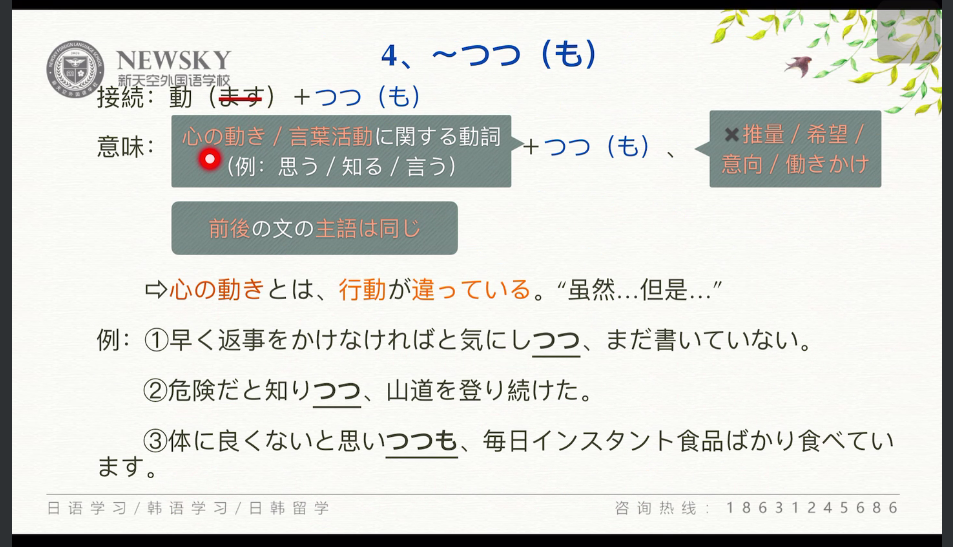 NEWSKY
新天空外国语学校
4、～つつ（も）
接続：動（ます）＋つつ（も）
意味：
心の動き / 言葉活動に関する動詞
（例：思う / 知る / 言う）
＋つつ（も）、
✖推量 / 希望 /
意向 / 働きかけ
前後の文の主語は同じ
⇨心の動きとは、行動が違っている。“虽然…但是…”
例：①早く返事をかけなければと気にしつつ、まだ書いていない。
②危険だと知りつつ、山道を登り続けた。
③体に良くないと思いつつも、毎日インスタント食品ばかり食べてい
ます。
日语学习/韩语学习/日韩留学
咨询热线：18631245686